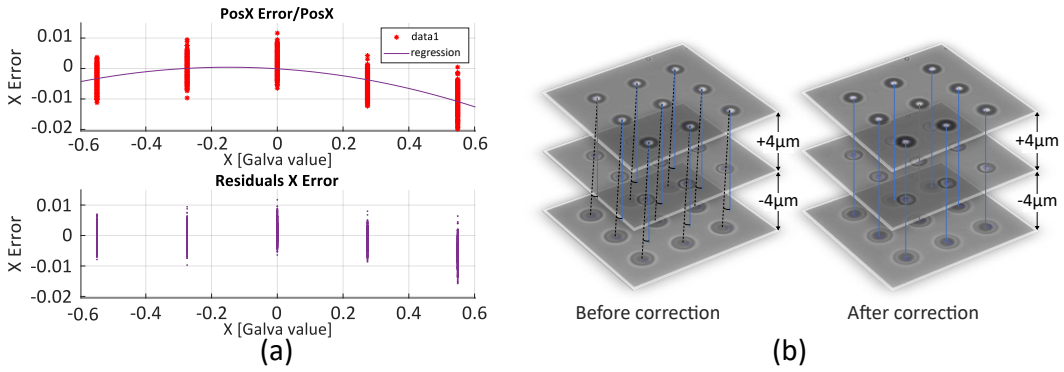 PosX Error/PosX
0.01
0
-0.01
-0.02
X Error
data1
regression
-0.6 -0.4 -0.2 0 0.2 0.4 0.6
X [Galva value]
Residuals X Error
0.01
0
-0.01
-0.02
X Error
-0.6 -0.4 -0.2 0 0.2 0.4 0.6
X [Galva value]
(a)
+4µm
-4µm
+4µm
-4µm
Before correction
After correction
(b)